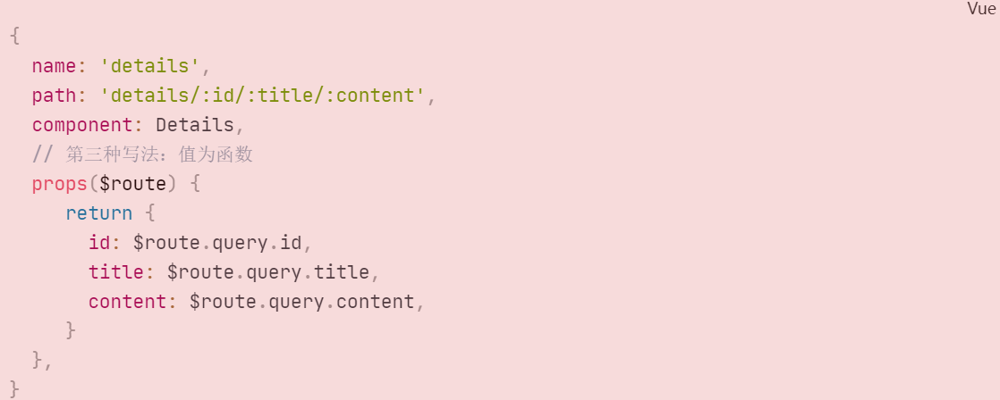 Vue
{
  name: 'details',
  path: 'details/:id/:title/:content',
  component: Details,
  // 第三种写法：值为函数
  props($route) {
     return {
       id: $route.query.id,
       title: $route.query.title,
       content: $route.query.content,
     }
  },
}